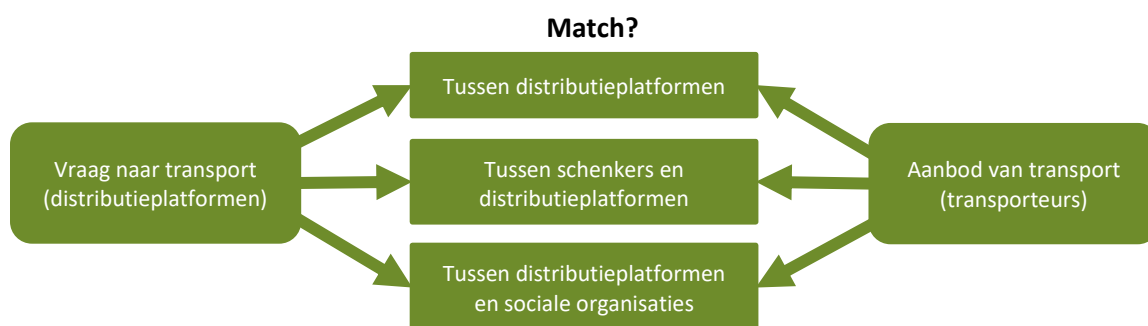 Match?
Tussen distributieplatformen
Vraag naar transport
(distributieplatformen)
Tussen schenkers en
distributieplatformen
Aanbod van transport
(transporteurs)
Tussen distributieplatformen
en sociale organisaties